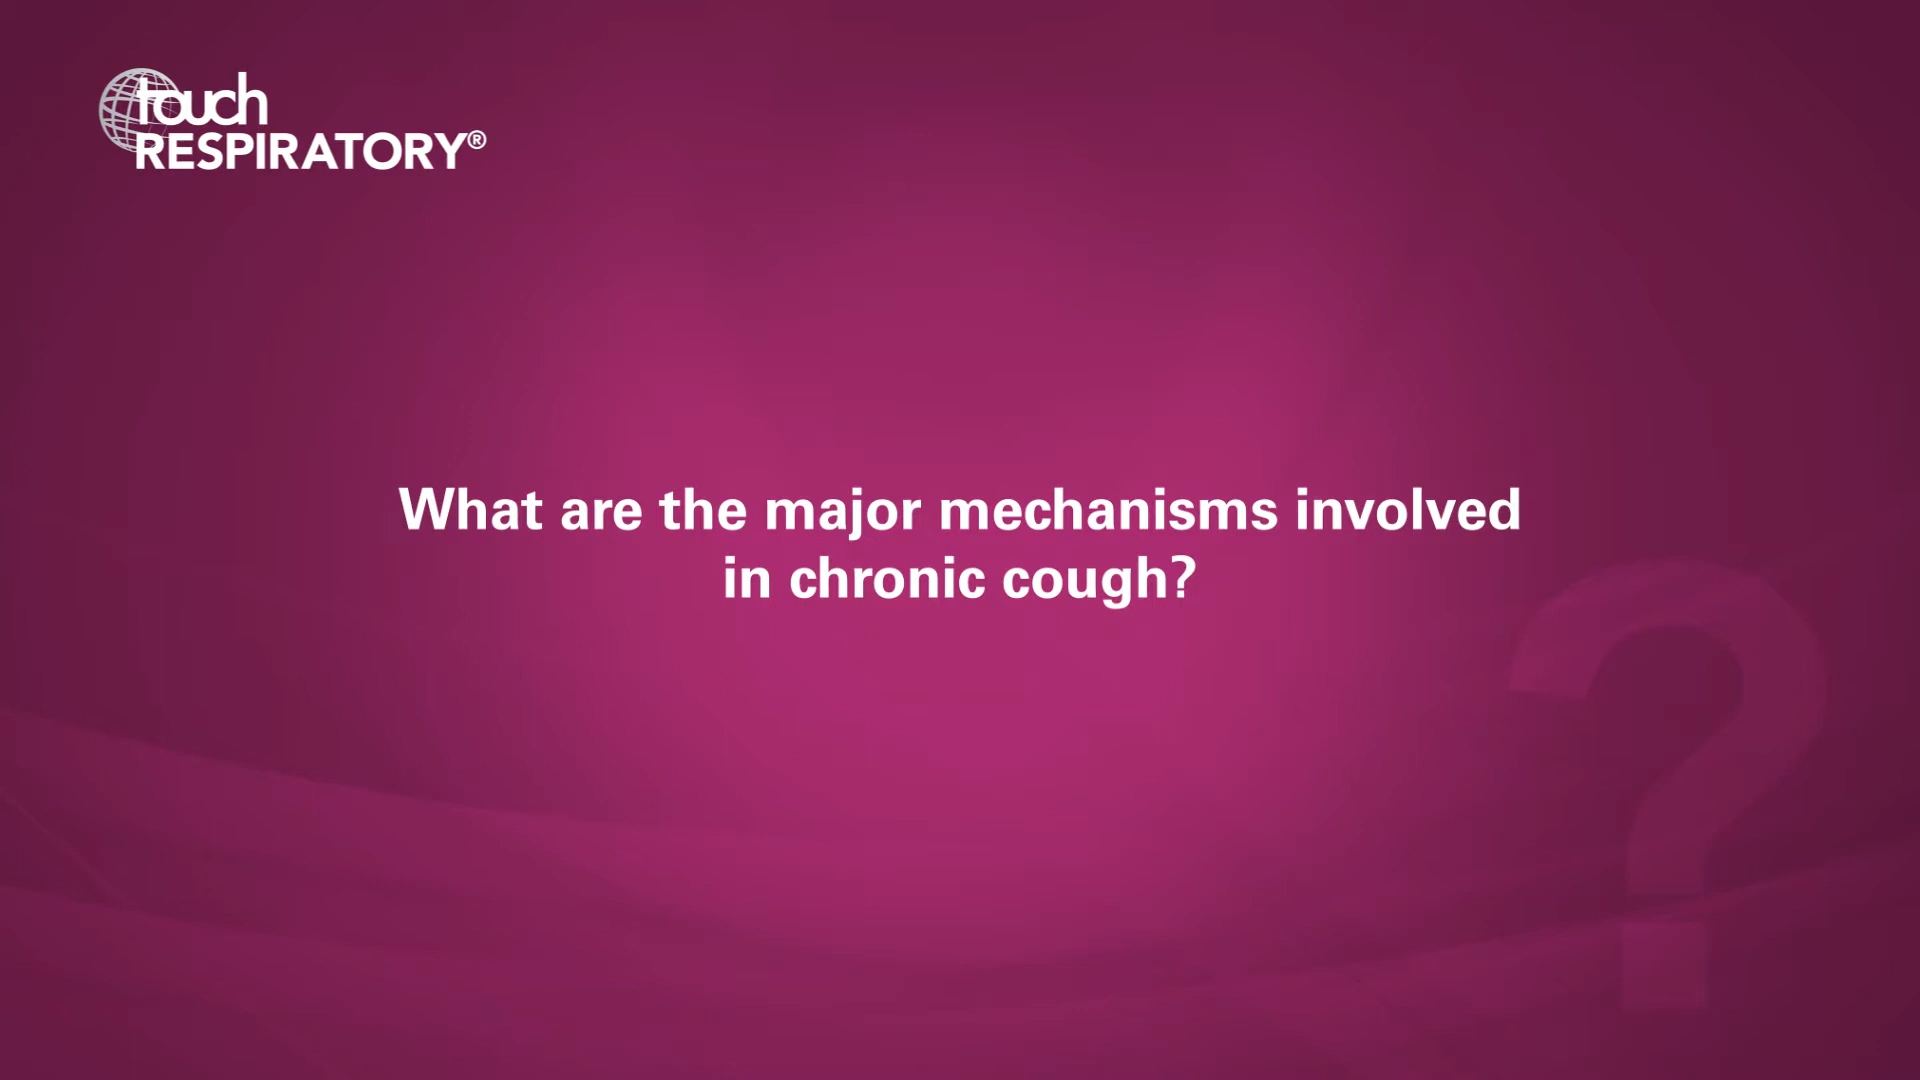 touch
RESPIRATORY®
What are the major mechanisms involved
in chronic cough?
?